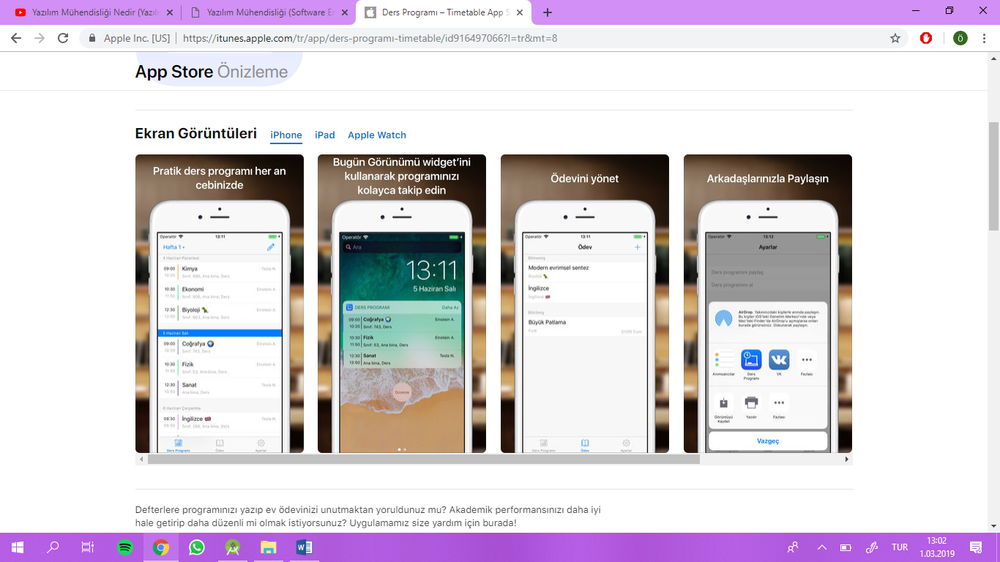 Yazılım Mühendisliği Nedir (Yazılı
Yazılım Mühendisliği (Software En
Ders Programı – Timetable App S
Apple Inc. [US]
https://itunes.apple.com/tr/app/ders-programı-timetable/id916497066?l=tr&mt=8
ö
App Store Önizleme
Ekran Görüntüleri
iPhone
iPad
Apple Watch
Pratik ders programı her an
cebinizde
Operatör
13:11
Hafta 1
4 Haziran Pazartesi
09:00 Kimya Tesla N.
10:20 Sınıf: 598, Ana bina, Ders
10:30 Ekonomi Einstein A.
11:50 Sınıf: 806, Ana bina, Ders
12:30 Biyoloji Einstein A.
13:50 Ana bina, Ders
5 Haziran Salı
09:00 Coğrafya Einstein A.
10:20 Sınıf: 743, Ders
10:30 Fizik Einstein A.
11:50 Sınıf: 53, Ana bina, Ders
12:30 Sanat Tesla N.
13:50 Ana bina, Ders
6 Haziran Çarşamba
08:30 İngilizce Tesla N.
09:50 Sınıf: 268, Ana bina, Ders
Ders Programı
Ödev
Ayarlar
Bugün Görünümü widget'ini
kullanarak programınızı
kolayca takip edin
Operatör
Ara
13:11
5 Haziran Salı
DERS PROGRAMI
Daha Az
09:00 Coğrafya Einstein A.
10:20 Sınıf: 743, Ders
10:30 Fizik Einstein A.
11:50 Sınıf: 53, Ana bina, Ders
12:30 Sanat Tesla N.
13:50 Ana bina, Ders
Düzenle
Ödevini yönet
Operatör
13:11
Ödev
Bitmemiş
Modern evrimsel sentez
Biyoloji
İngilizce
İngilizce
Bitirilmiş
Büyük Patlama
Fizik
01/06 Cum
Ders Programı
Ödev
Ayarlar
Arkadaşlarınızla Paylaşın
Operatör
13:12
Ayarlar
Ders programını paylaş
Ders programını al
AirDrop. Yakınınızdaki kişilerle anında paylaşın.
Bu kişiler iOS'teki Denetim Merkezi'nde veya
Mac'teki Finder'da AirDrop'u açmışlarsa onları
burada görürsünüz. Dokunarak paylaşın.
Anımsatıcılar
Ders
Programı
VK
Fazlası
Görüntüyü
Kaydet
Yazdır
Fazlası
Vazgeç
Defterlere programınızı yazıp ev ödevinizi unutmaktan yoruldunuz mu? Akademik performansınızı daha iyi
hale getirip daha düzenli mi olmak istiyorsunuz? Uygulamamız size yardım için burada!
TUR
13:02
1.03.2019